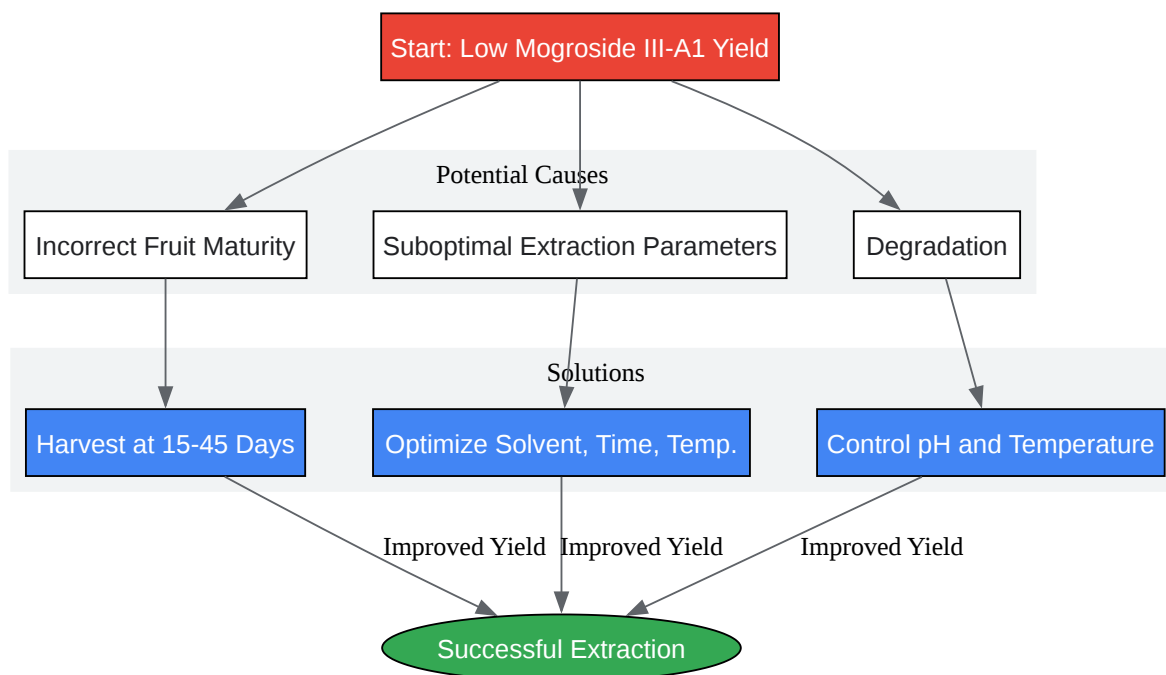 Start: Low Mogroside III-A1 Yield
Potential Causes
Incorrect Fruit Maturity
Suboptimal Extraction Parameters
Degradation
Solutions
Harvest at 15-45 Days
Optimize Solvent, Time, Temp.
Control pH and Temperature
Improved Yield
Improved Yield
Improved Yield
Successful Extraction